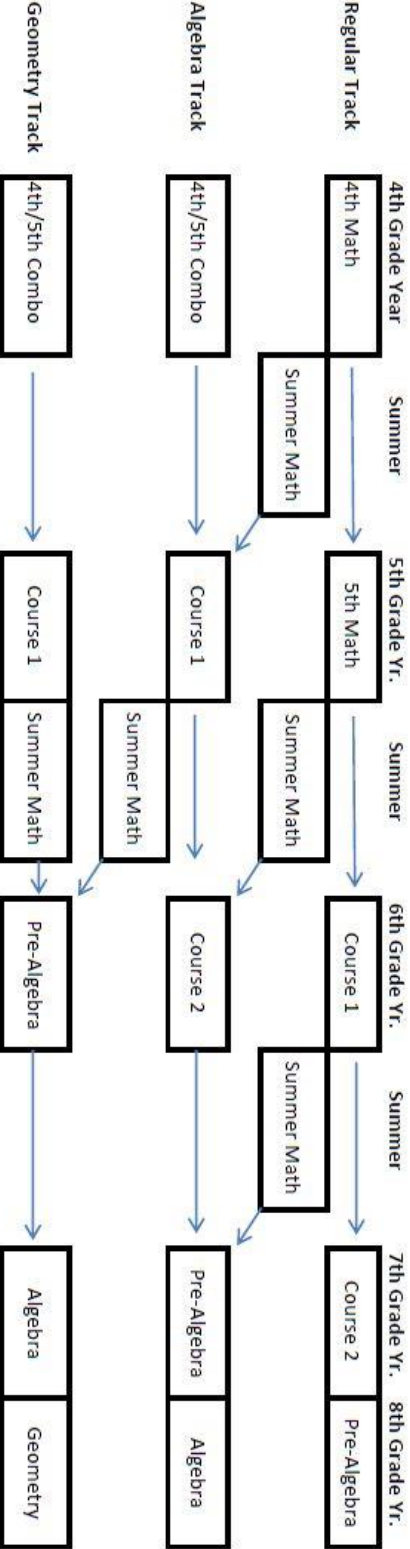 4th Grade Year Summer 5th Grade Yr. Summer 6th Grade Yr. Summer 7th Grade Yr. 8th Grade Yr.
Regular Track 4th Math 5th Math Course 1 Course 2 Pre-Algebra
Summer Math Summer Math Summer Math
Algebra Track 4th/5th Combo Course 1 Course 2 Pre-Algebra Algebra
Summer Math
Geometry Track 4th/5th Combo Course 1 Summer Math Pre-Algebra Algebra Geometry